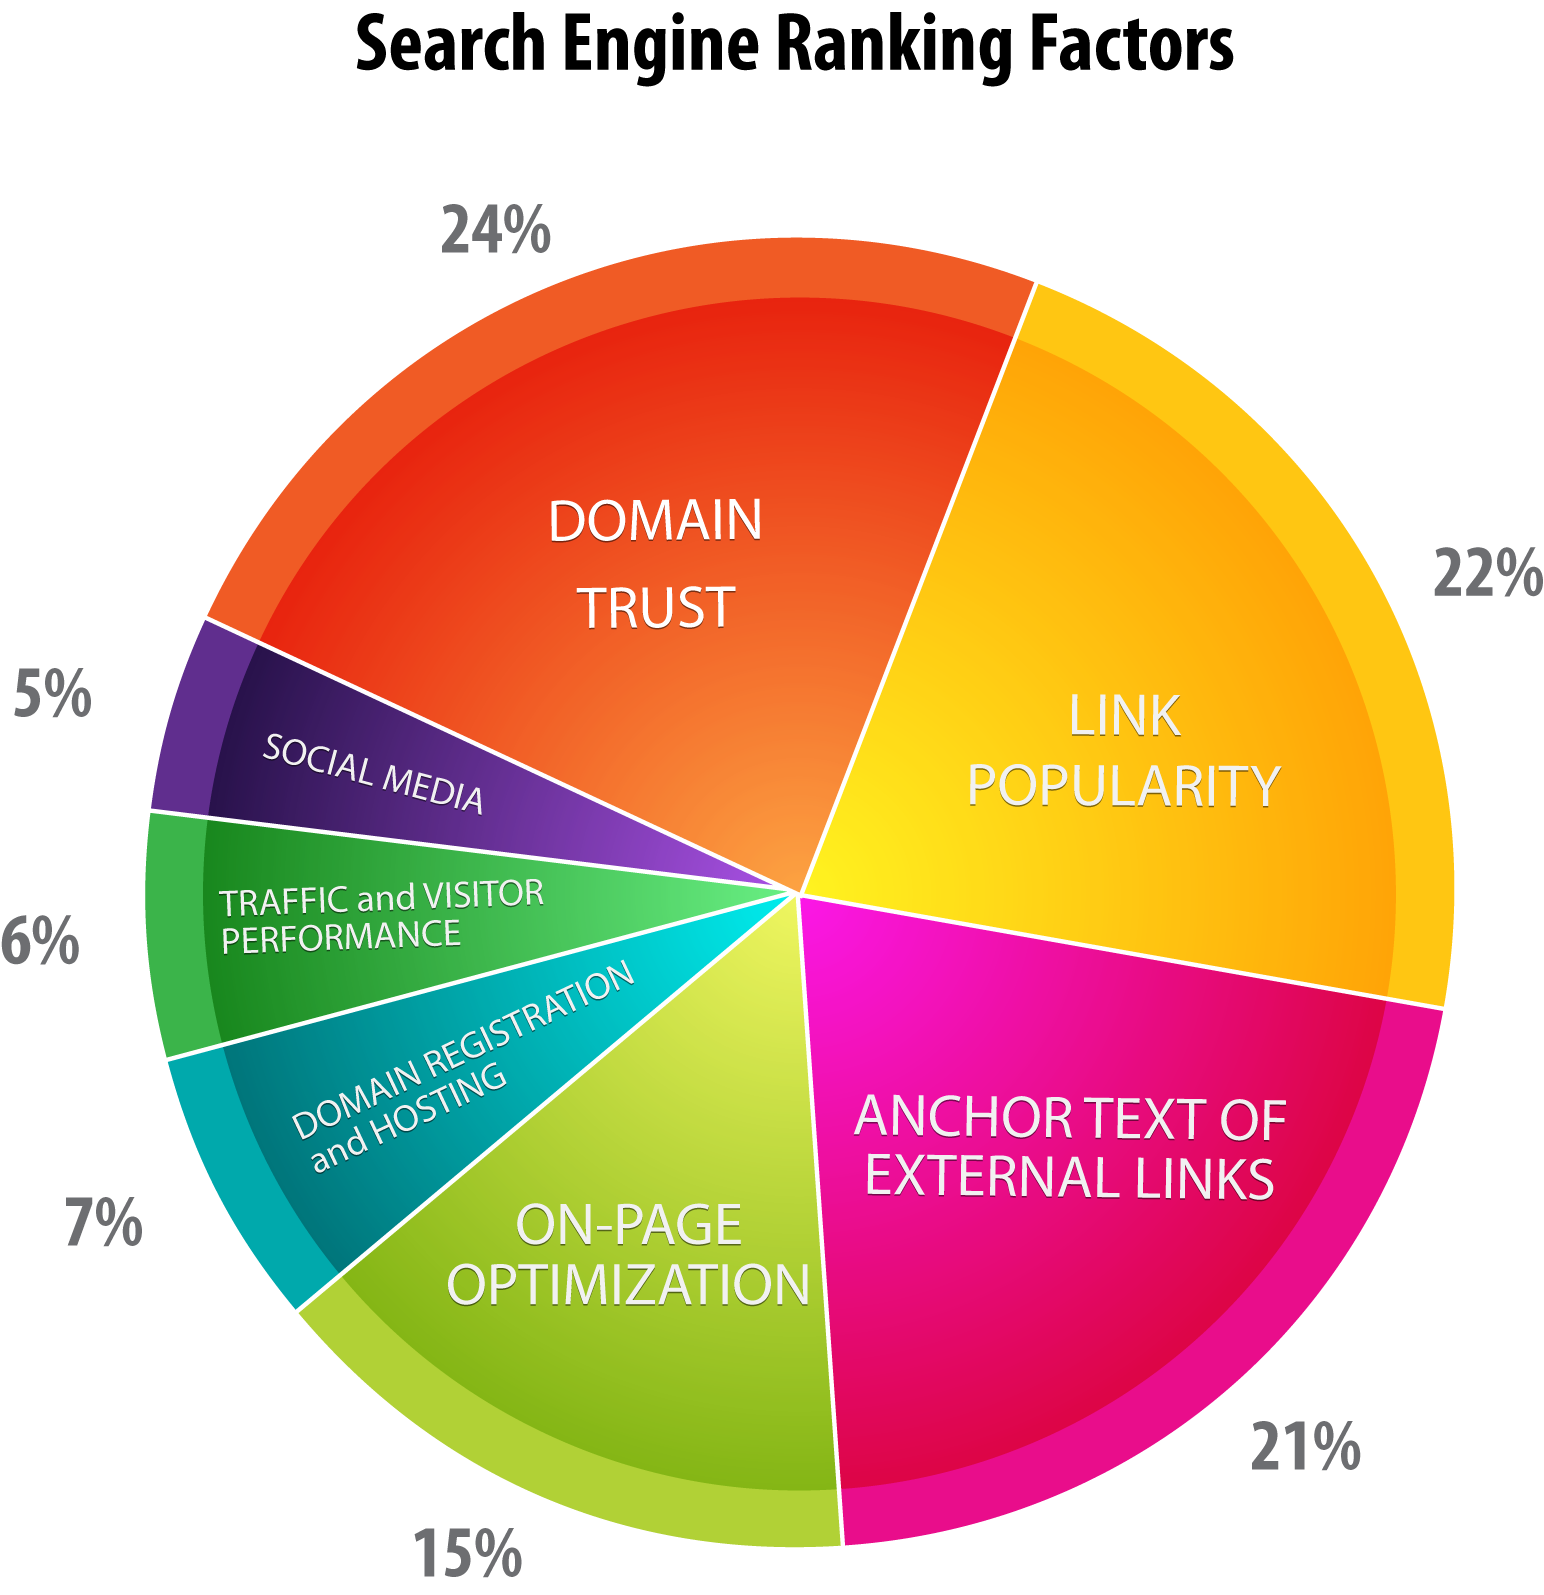 Search Engine Ranking Factors
24%
DOMAIN
TRUST
22%
LINK
POPULARITY
5%
SOCIAL MEDIA
6%
TRAFFIC and VISITOR
PERFORMANCE
7%
DOMAIN REGISTRATION
and HOSTING
ANCHOR TEXT OF
EXTERNAL LINKS
21%
ON-PAGE
OPTIMIZATION
15%